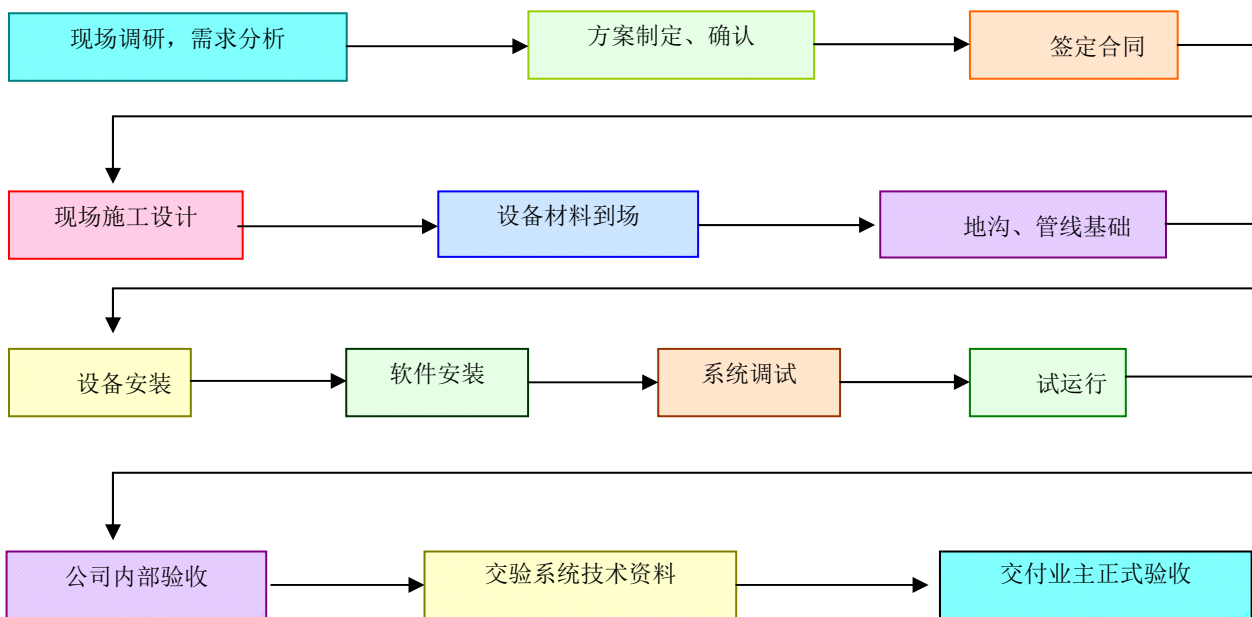 现场调研，需求分析
方案制定、确认
签定合同
现场施工设计
设备材料到场
地沟、管线基础
设备安装
软件安装
系统调试
试运行
公司内部验收
交验系统技术资料
交付业主正式验收